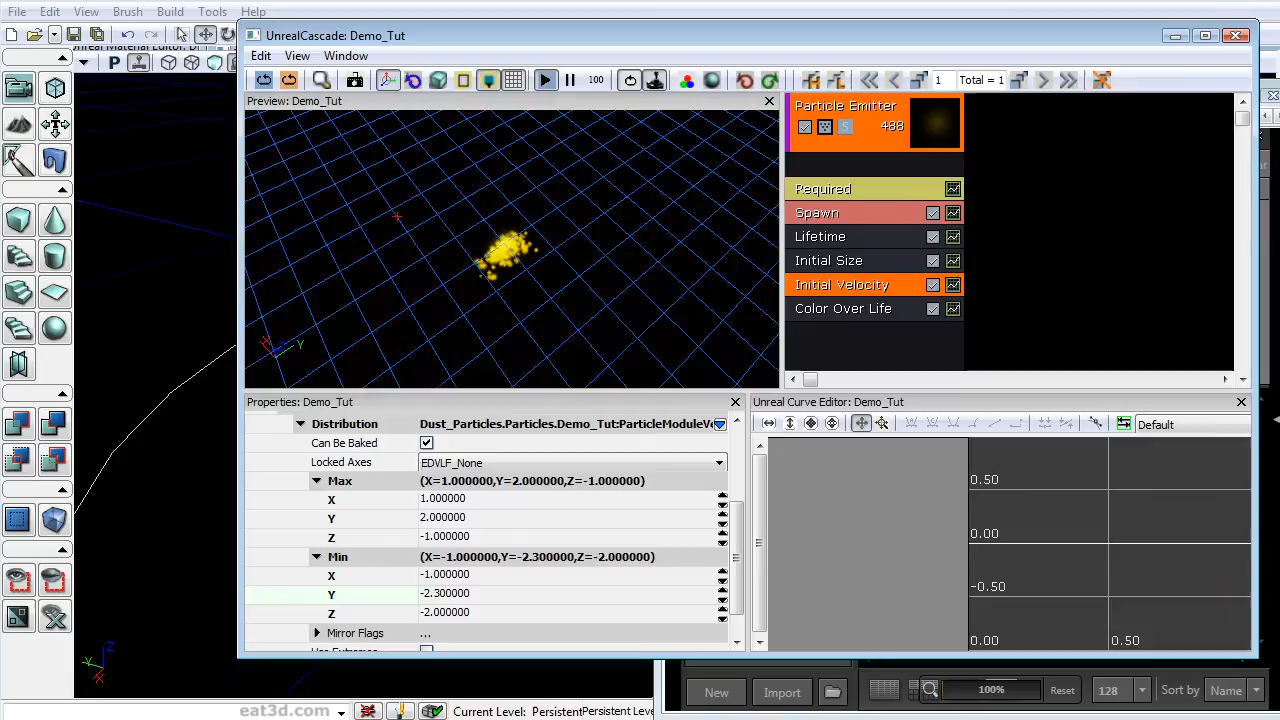 File Edit View Brush Build Tools Help
UnrealCascade: Demo_Tut
Edit View Window
100
1 Total = 1
Preview: Demo_Tut
Particle Emitter
S 488
Required
Spawn
Lifetime
Initial Size
Initial Velocity
Color Over Life
X Y
Properties: Demo_Tut
Distribution
Can Be Baked
Locked Axes EDVLF_None
Max (X=1.000000,Y=2.000000,Z=-1.000000)
X 1.000000
Y 2.000000
Z -1.000000
Min (X=-1.000000,Y=-2.300000,Z=-2.000000)
X -1.000000
Y -2.300000
Z -2.000000
Mirror Flags ...
Unreal Curve Editor: Demo_Tut
Default
0.50
0.00
-0.50
0.00 0.50
Z
Y
X
New Import 100% Reset 128 Sort by Name
eat3d.com Current Level: PersistentPersistent Level